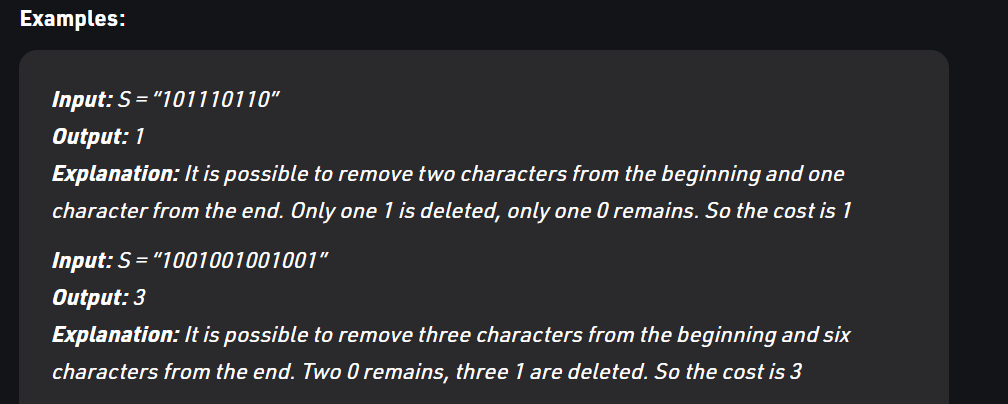 Examples:
Input: S = “101110110”
Output: 1
Explanation: It is possible to remove two characters from the beginning and one
character from the end. Only one 1 is deleted, only one 0 remains. So the cost is 1
Input: S = “1001001001001”
Output: 3
Explanation: It is possible to remove three characters from the beginning and six
characters from the end. Two 0 remains, three 1 are deleted. So the cost is 3